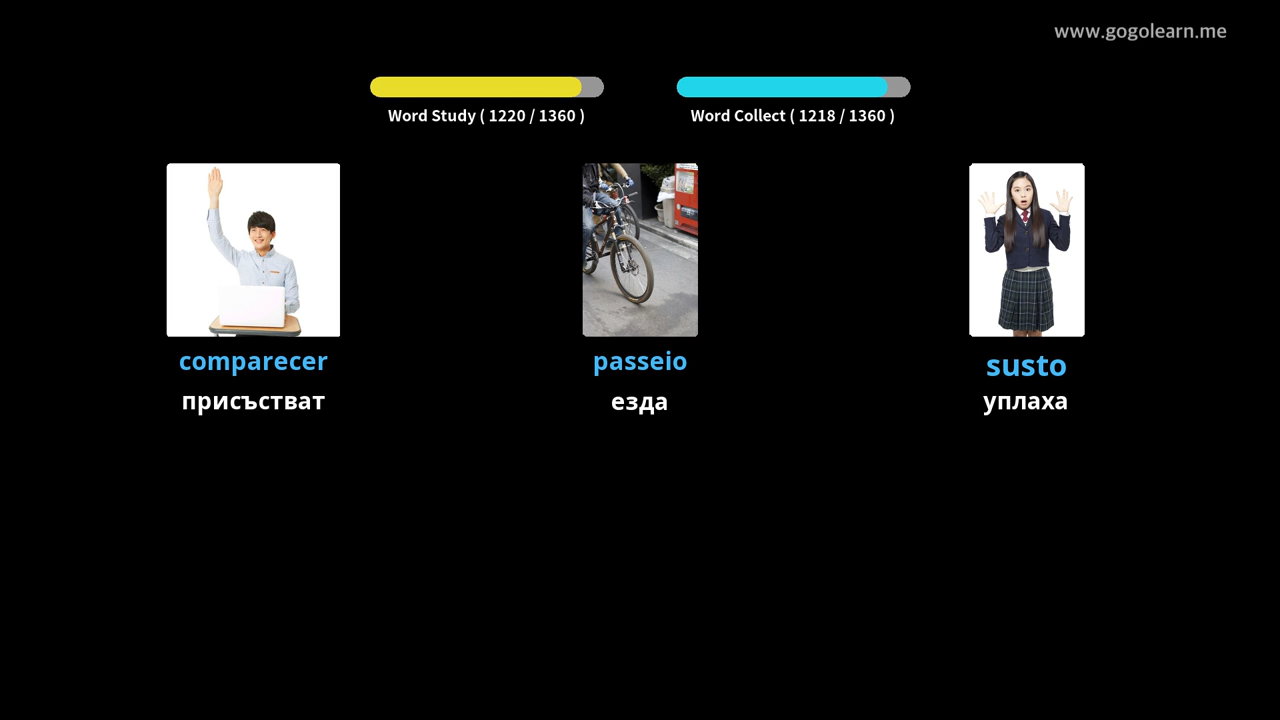 www.gogolearn.me
Word Study ( 1220 / 1360 )
Word Collect ( 1218 / 1360 )
comparecer
присъстват
passeio
езда
susto
уплаха